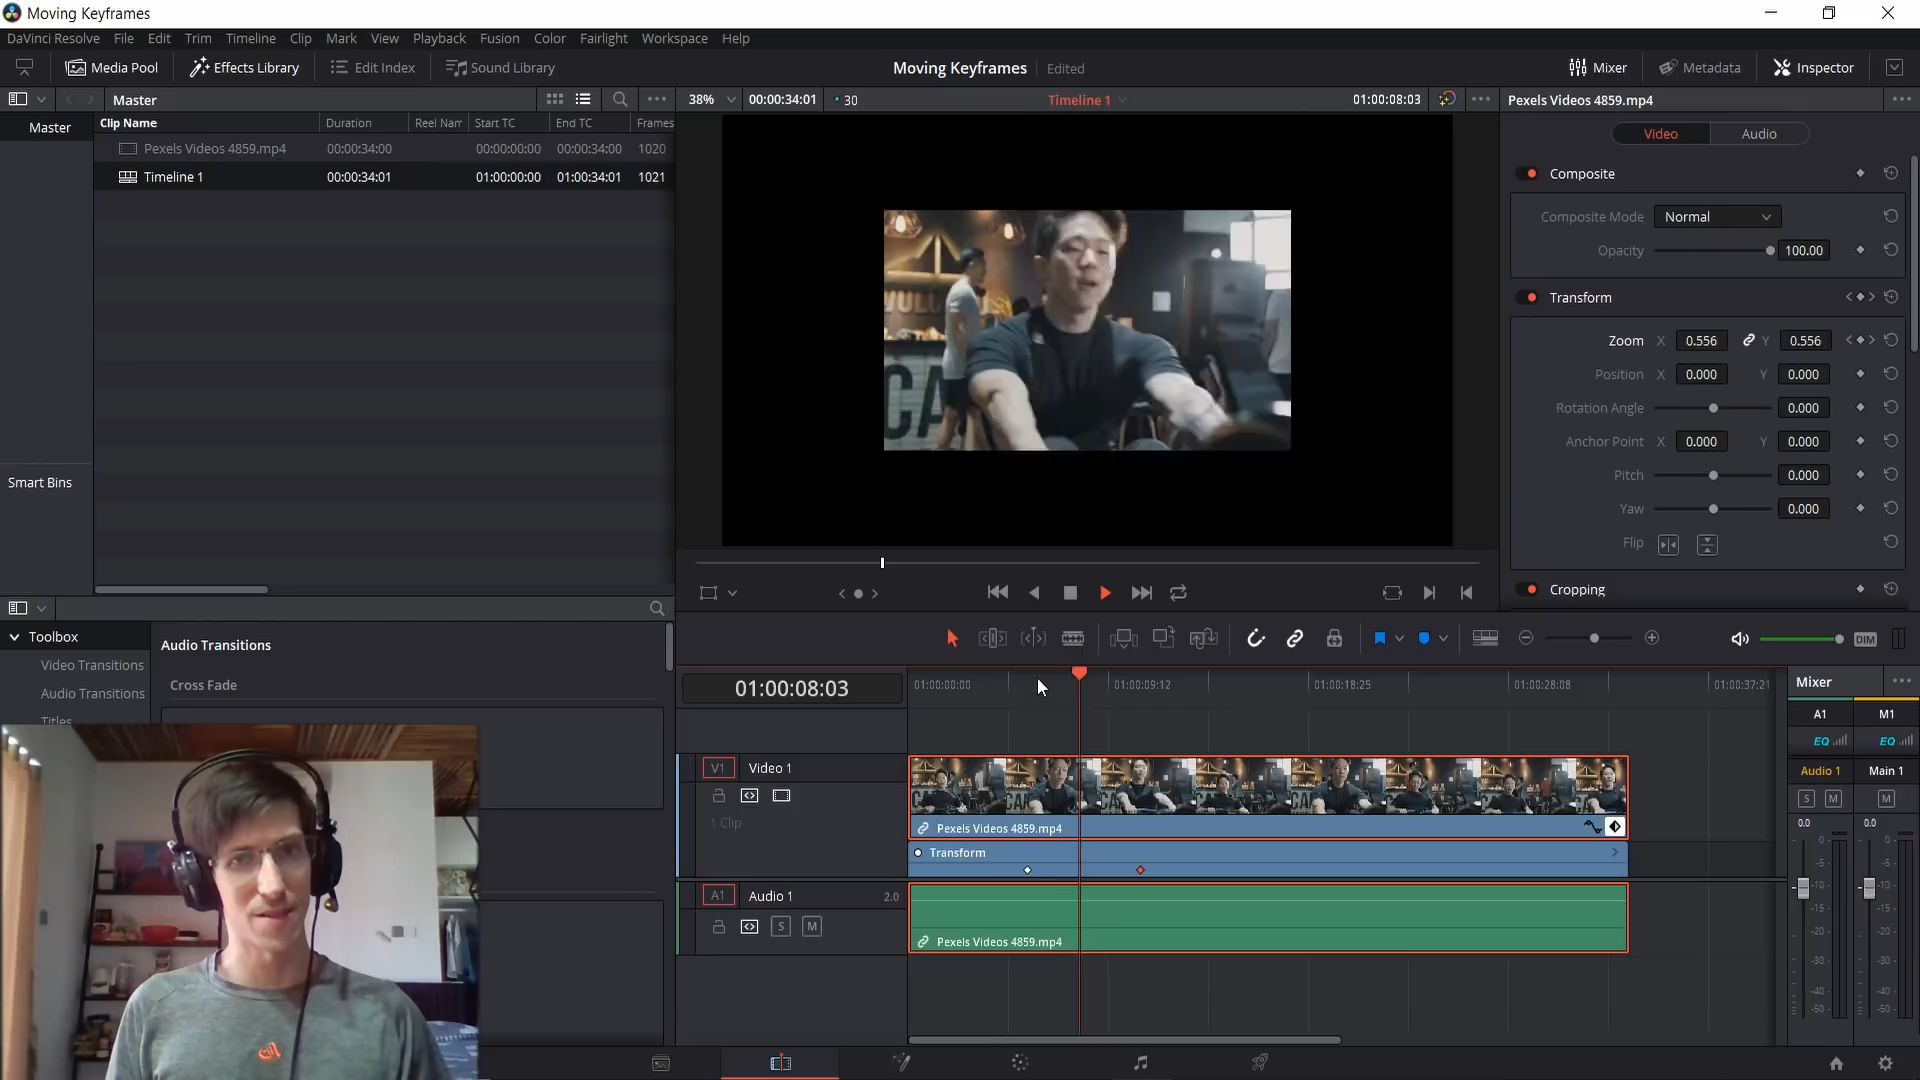 Moving Keyframes
DaVinci Resolve File Edit Trim Timeline Clip Mark View Playback Fusion Color Fairlight Workspace Help
Media Pool Effects Library Edit Index Sound Library Moving Keyframes Edited Mixer Metadata Inspector
Master 38% 00:00:34:01 30 Timeline 1 01:00:08:03 Pexels Videos 4859.mp4
Master
Clip Name Duration Reel Nar Start TC End TC Frames
Pexels Videos 4859.mp4 00:00:34:00 00:00:00:00 00:00:34:00 1020
Timeline 1 00:00:34:01 01:00:00:00 01:00:34:01 1021
Smart Bins
Video Audio
Composite
Composite Mode Normal
Opacity 100.00
Transform
Zoom X 0.556 Y 0.556
Position X 0.000 Y 0.000
Rotation Angle 0.000
Anchor Point X 0.000 Y 0.000
Pitch 0.000
Yaw 0.000
Flip
Cropping
Toolbox
Video Transitions
Audio Transitions
Titles
Audio Transitions
Cross Fade
DIM
01:00:08:03
01:00:00:00 01:00:09:12 01:00:18:25 01:00:28:08 01:00:37:21
V1 Video 1
1 Clip
Pexels Videos 4859.mp4
Transform
A1 Audio 1 2.0
S M
Pexels Videos 4859.mp4
Mixer
A1 M1
EQ EQ
Audio 1 Main 1
S M M
0.0 0.0
0 0
-5 -5
-10 -10
-15 -15
-20 -20
-30 -30
-40 -40
-50 -50